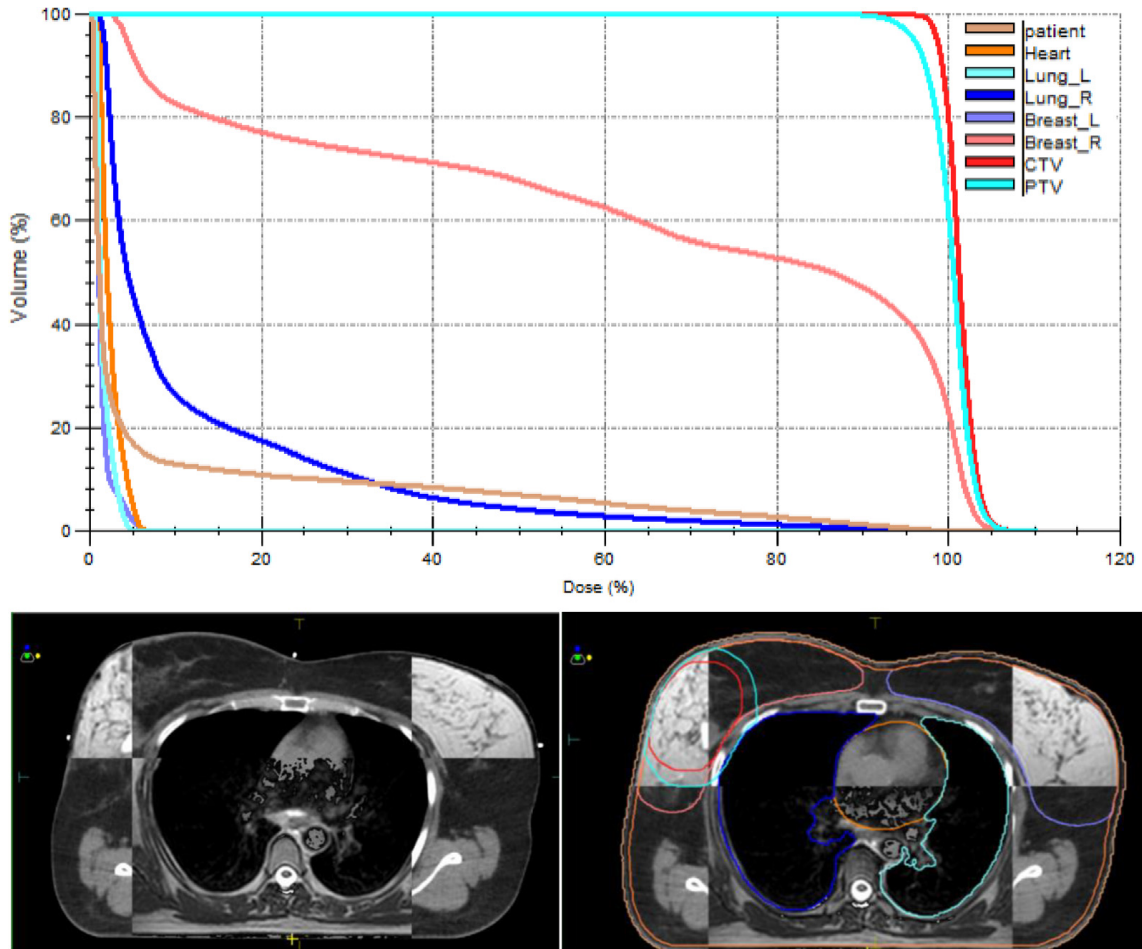 100
80
60
40
20
0
Volume (%)
patient
Heart
Lung_L
Lung_R
Breast_L
Breast_R
CTV
PTV
0 20 40 60 80 100 120
Dose (%)